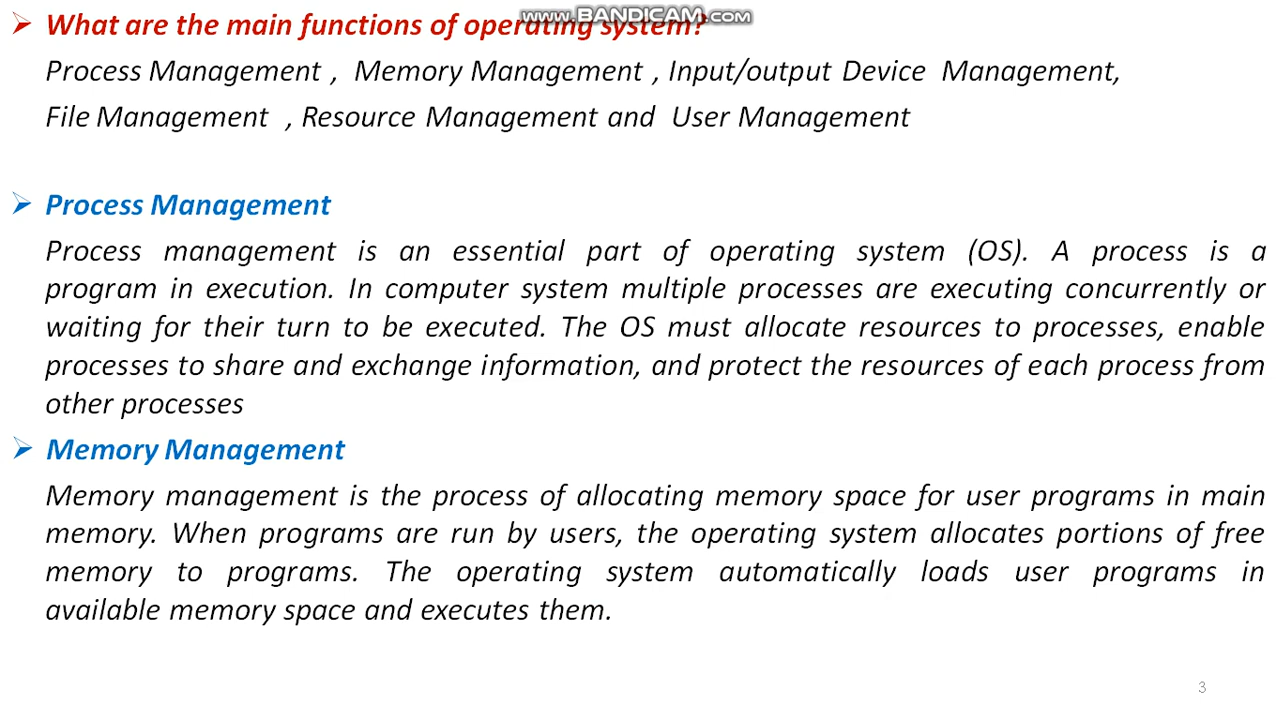 www.BANDICAM.com
➢ What are the main functions of operating system?
Process Management , Memory Management , Input/output Device Management,
File Management , Resource Management and User Management
➢ Process Management
Process management is an essential part of operating system (OS). A process is a
program in execution. In computer system multiple processes are executing concurrently or
waiting for their turn to be executed. The OS must allocate resources to processes, enable
processes to share and exchange information, and protect the resources of each process from
other processes
➢ Memory Management
Memory management is the process of allocating memory space for user programs in main
memory. When programs are run by users, the operating system allocates portions of free
memory to programs. The operating system automatically loads user programs in
available memory space and executes them.
3